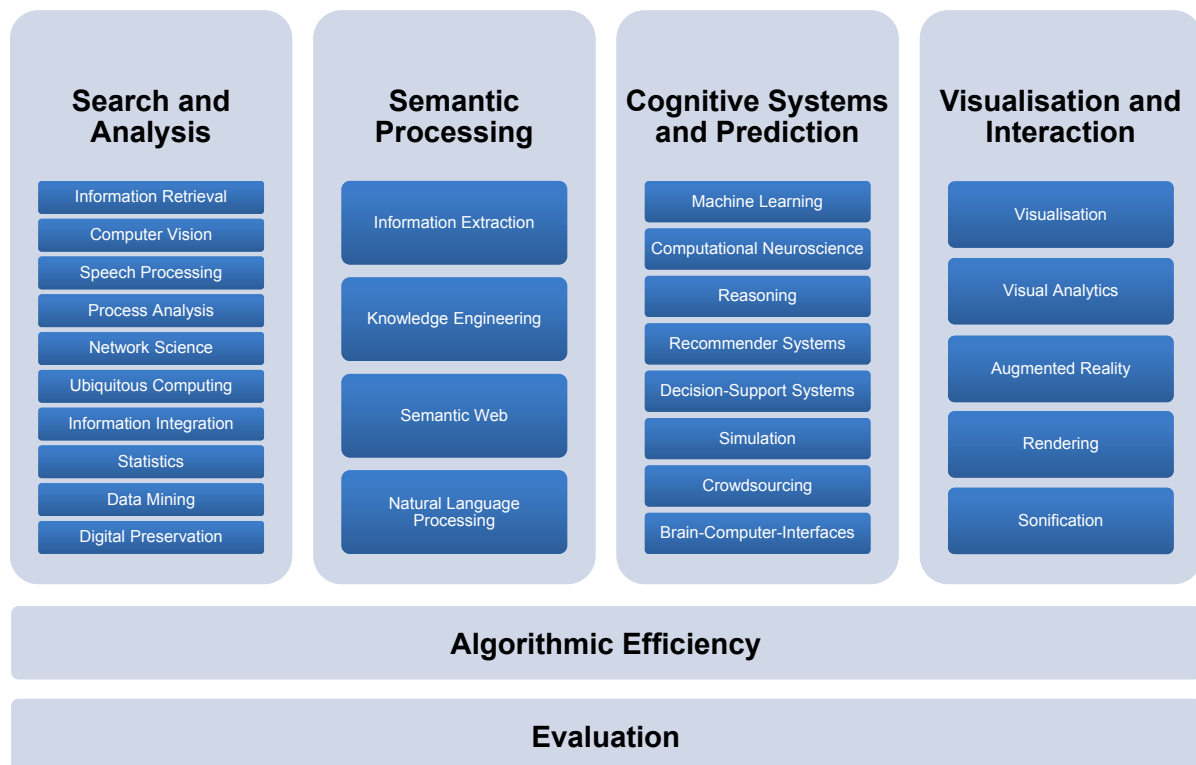 Search and
Analysis
Information Retrieval
Computer Vision
Speech Processing
Process Analysis
Network Science
Ubiquitous Computing
Information Integration
Statistics
Data Mining
Digital Preservation
Semantic
Processing
Information Extraction
Knowledge Engineering
Semantic Web
Natural Language
Processing
Cognitive Systems
and Prediction
Machine Learning
Computational Neuroscience
Reasoning
Recommender Systems
Decision-Support Systems
Simulation
Crowdsourcing
Brain-Computer-Interfaces
Visualisation and
Interaction
Visualisation
Visual Analytics
Augmented Reality
Rendering
Sonification
Algorithmic Efficiency
Evaluation